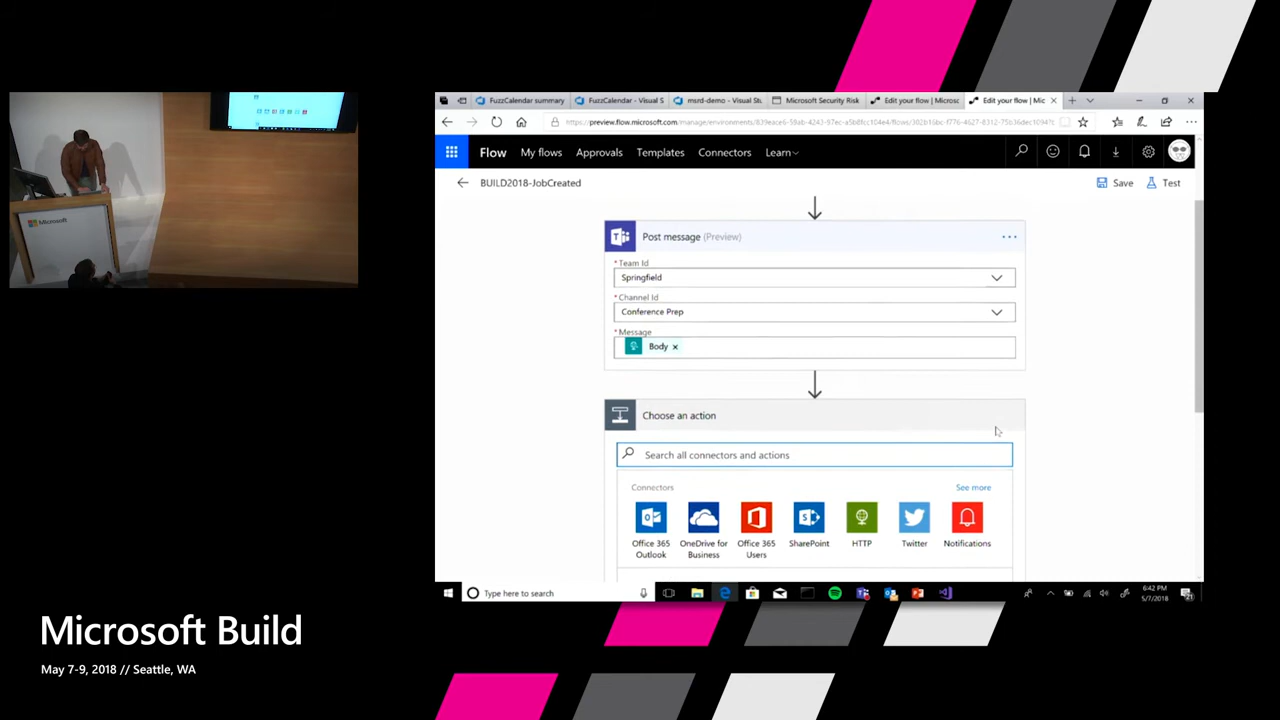 FuzzCalendar summary
FuzzCalendar - Visual S
msrd-demo - Visual Stu
Microsoft Security Risk
Edit your flow | Microso
Edit your flow | Mic
Flow
My flows
Approvals
Templates
Connectors
Learn
BUILD2018-JobCreated
Save
Test
Post message (Preview)
* Team Id
Springfield
* Channel Id
Conference Prep
* Message
Body
Choose an action
Search all connectors and actions
Connectors
See more
Office 365 Outlook
OneDrive for Business
Office 365 Users
SharePoint
HTTP
Twitter
Notifications
Type here to search
6:42 PM
5/7/2018
Microsoft
Microsoft Build
May 7-9, 2018 // Seattle, WA